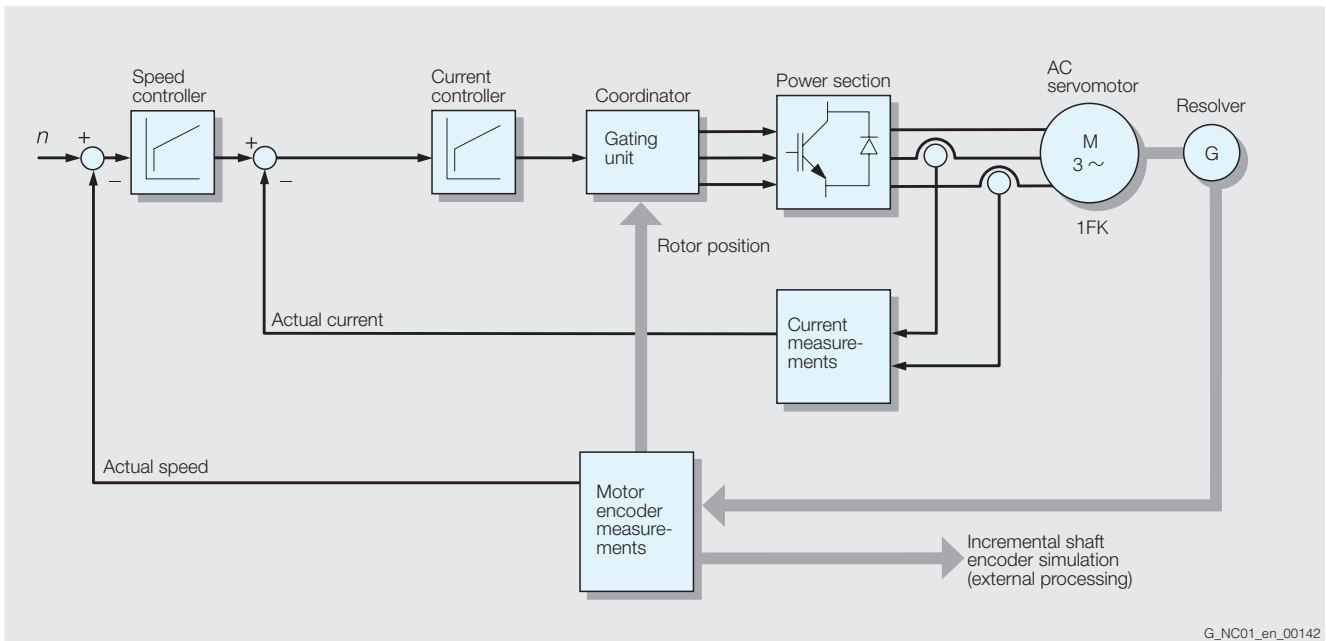 Speed
controller
Current
controller
Coordinator
Power section
AC
servomotor
Resolver
n
+
−
+
−
Gating
unit
M
3 ~
G
1FK
Rotor position
Actual current
Current
measure-
ments
Actual speed
Motor
encoder
measure-
ments
Incremental shaft
encoder simulation
(external processing)
G_NC01_en_00142